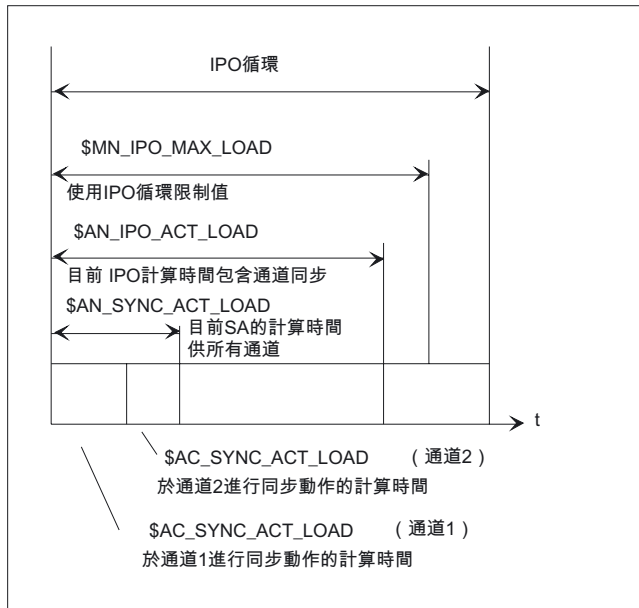 IPO循環
$MN_IPO_MAX_LOAD
使用IPO循環限制值
$AN_IPO_ACT_LOAD
目前 IPO計算時間包含通道同步
$AN_SYNC_ACT_LOAD
目前SA的計算時間
供所有通道
t
$AC_SYNC_ACT_LOAD （通道2）
於通道2進行同步動作的計算時間
$AC_SYNC_ACT_LOAD （通道1）
於通道1進行同步動作的計算時間